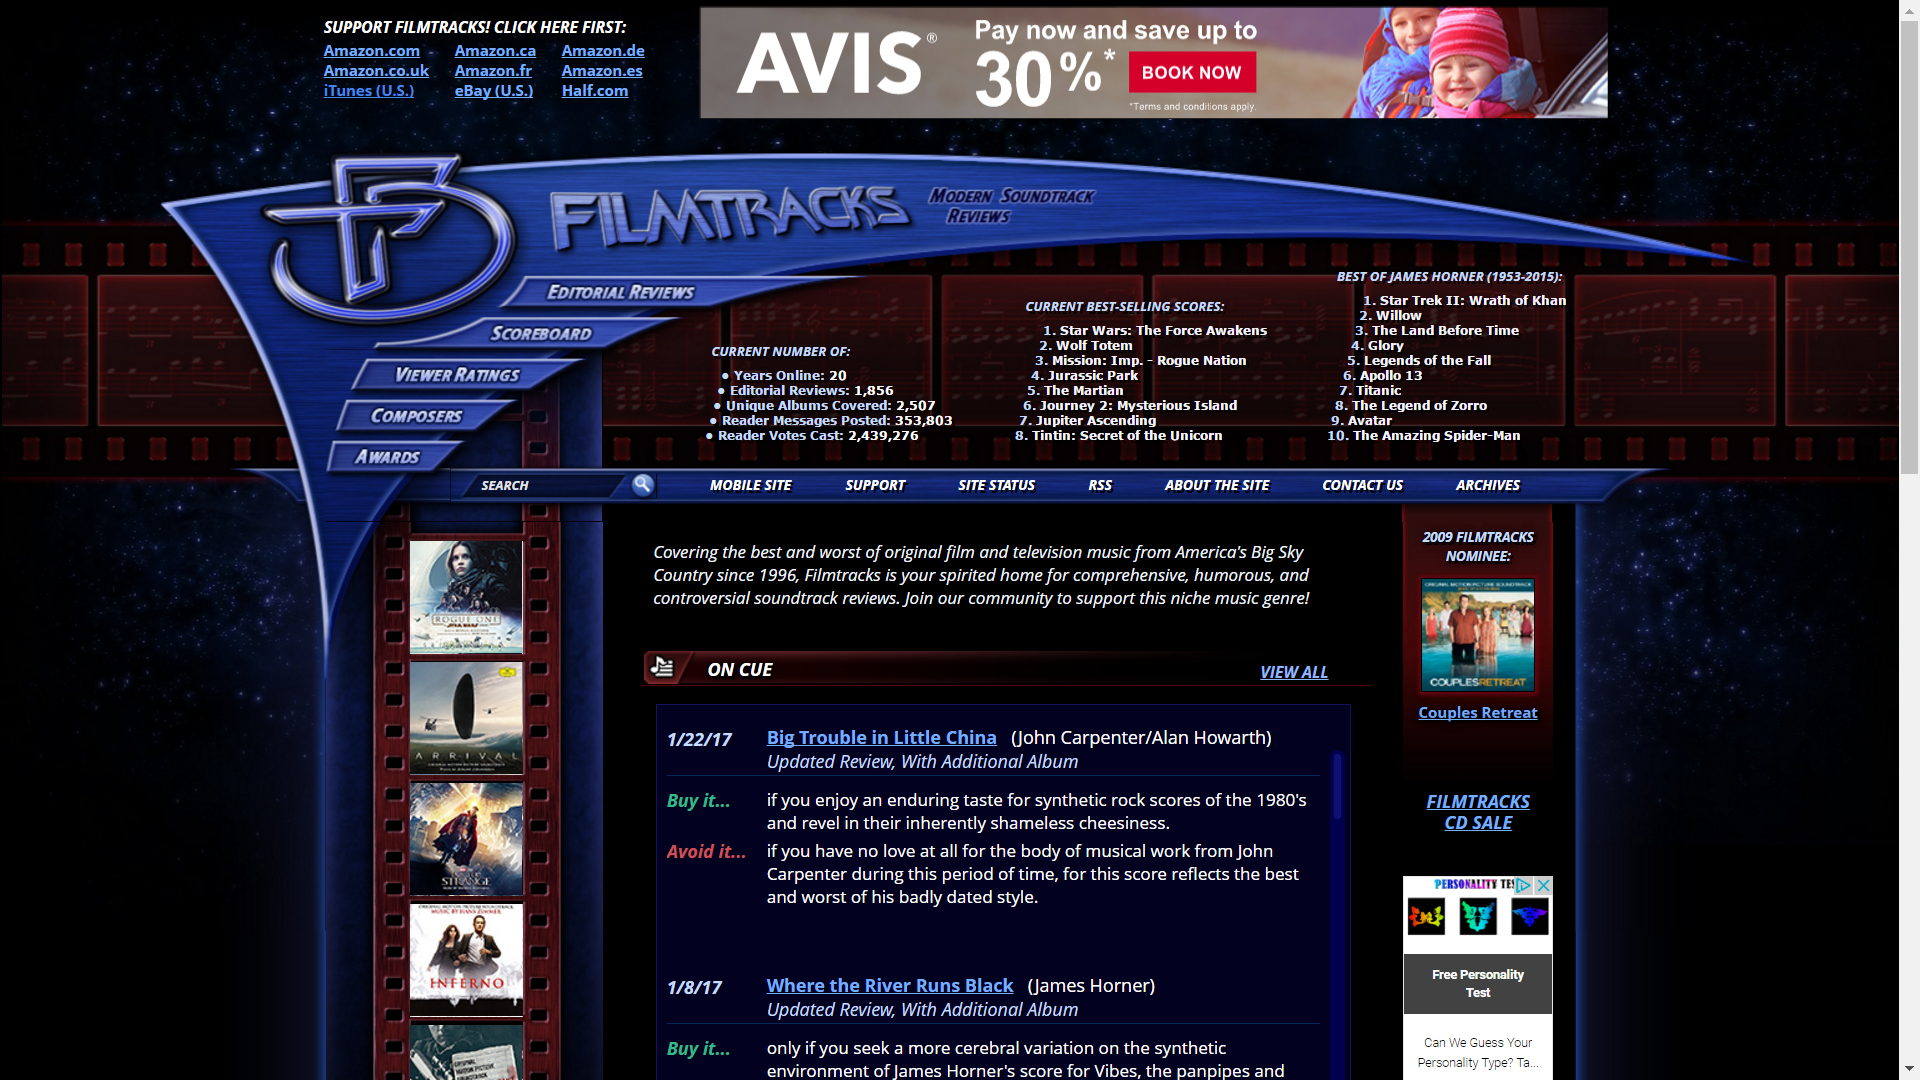 SUPPORT FILMTRACKS! CLICK HERE FIRST:
Amazon.com Amazon.ca Amazon.de
Amazon.co.uk Amazon.fr Amazon.es
iTunes (U.S.) eBay (U.S.) Half.com
AVIS®
Pay now and save up to
30%*
BOOK NOW
*Terms and conditions apply.
FILMTRACKS
MODERN SOUNDTRACK
REVIEWS
EDITORIAL REVIEWS
SCOREBOARD
VIEWER RATINGS
COMPOSERS
AWARDS
CURRENT NUMBER OF:
● Years Online: 20
● Editorial Reviews: 1,856
● Unique Albums Covered: 2,507
● Reader Messages Posted: 353,803
● Reader Votes Cast: 2,439,276
CURRENT BEST-SELLING SCORES:
1. Star Wars: The Force Awakens
2. Wolf Totem
3. Mission: Imp. - Rogue Nation
4. Jurassic Park
5. The Martian
6. Journey 2: Mysterious Island
7. Jupiter Ascending
8. Tintin: Secret of the Unicorn
BEST OF JAMES HORNER (1953-2015):
1. Star Trek II: Wrath of Khan
2. Willow
3. The Land Before Time
4. Glory
5. Legends of the Fall
6. Apollo 13
7. Titanic
8. The Legend of Zorro
9. Avatar
10. The Amazing Spider-Man
SEARCH
MOBILE SITE SUPPORT SITE STATUS RSS ABOUT THE SITE CONTACT US ARCHIVES
ROGUE ONE
ARRIVAL
STRANGE
MUSIC BY HANS ZIMMER
INFERNO
Covering the best and worst of original film and television music from America's Big Sky
Country since 1996, Filmtracks is your spirited home for comprehensive, humorous, and
controversial soundtrack reviews. Join our community to support this niche music genre!
ON CUE
VIEW ALL
1/22/17 Big Trouble in Little China (John Carpenter/Alan Howarth)
Updated Review, With Additional Album
Buy it... if you enjoy an enduring taste for synthetic rock scores of the 1980's
and revel in their inherently shameless cheesiness.
Avoid it... if you have no love at all for the body of musical work from John
Carpenter during this period of time, for this score reflects the best
and worst of his badly dated style.
1/8/17 Where the River Runs Black (James Horner)
Updated Review, With Additional Album
Buy it... only if you seek a more cerebral variation on the synthetic
environment of James Horner's score for Vibes, the panpipes and
2009 FILMTRACKS
NOMINEE:
COUPLES RETREAT
Couples Retreat
FILMTRACKS
CD SALE
PERSONALITY TES
Free Personality
Test
Can We Guess Your
Personality Type? Ta...